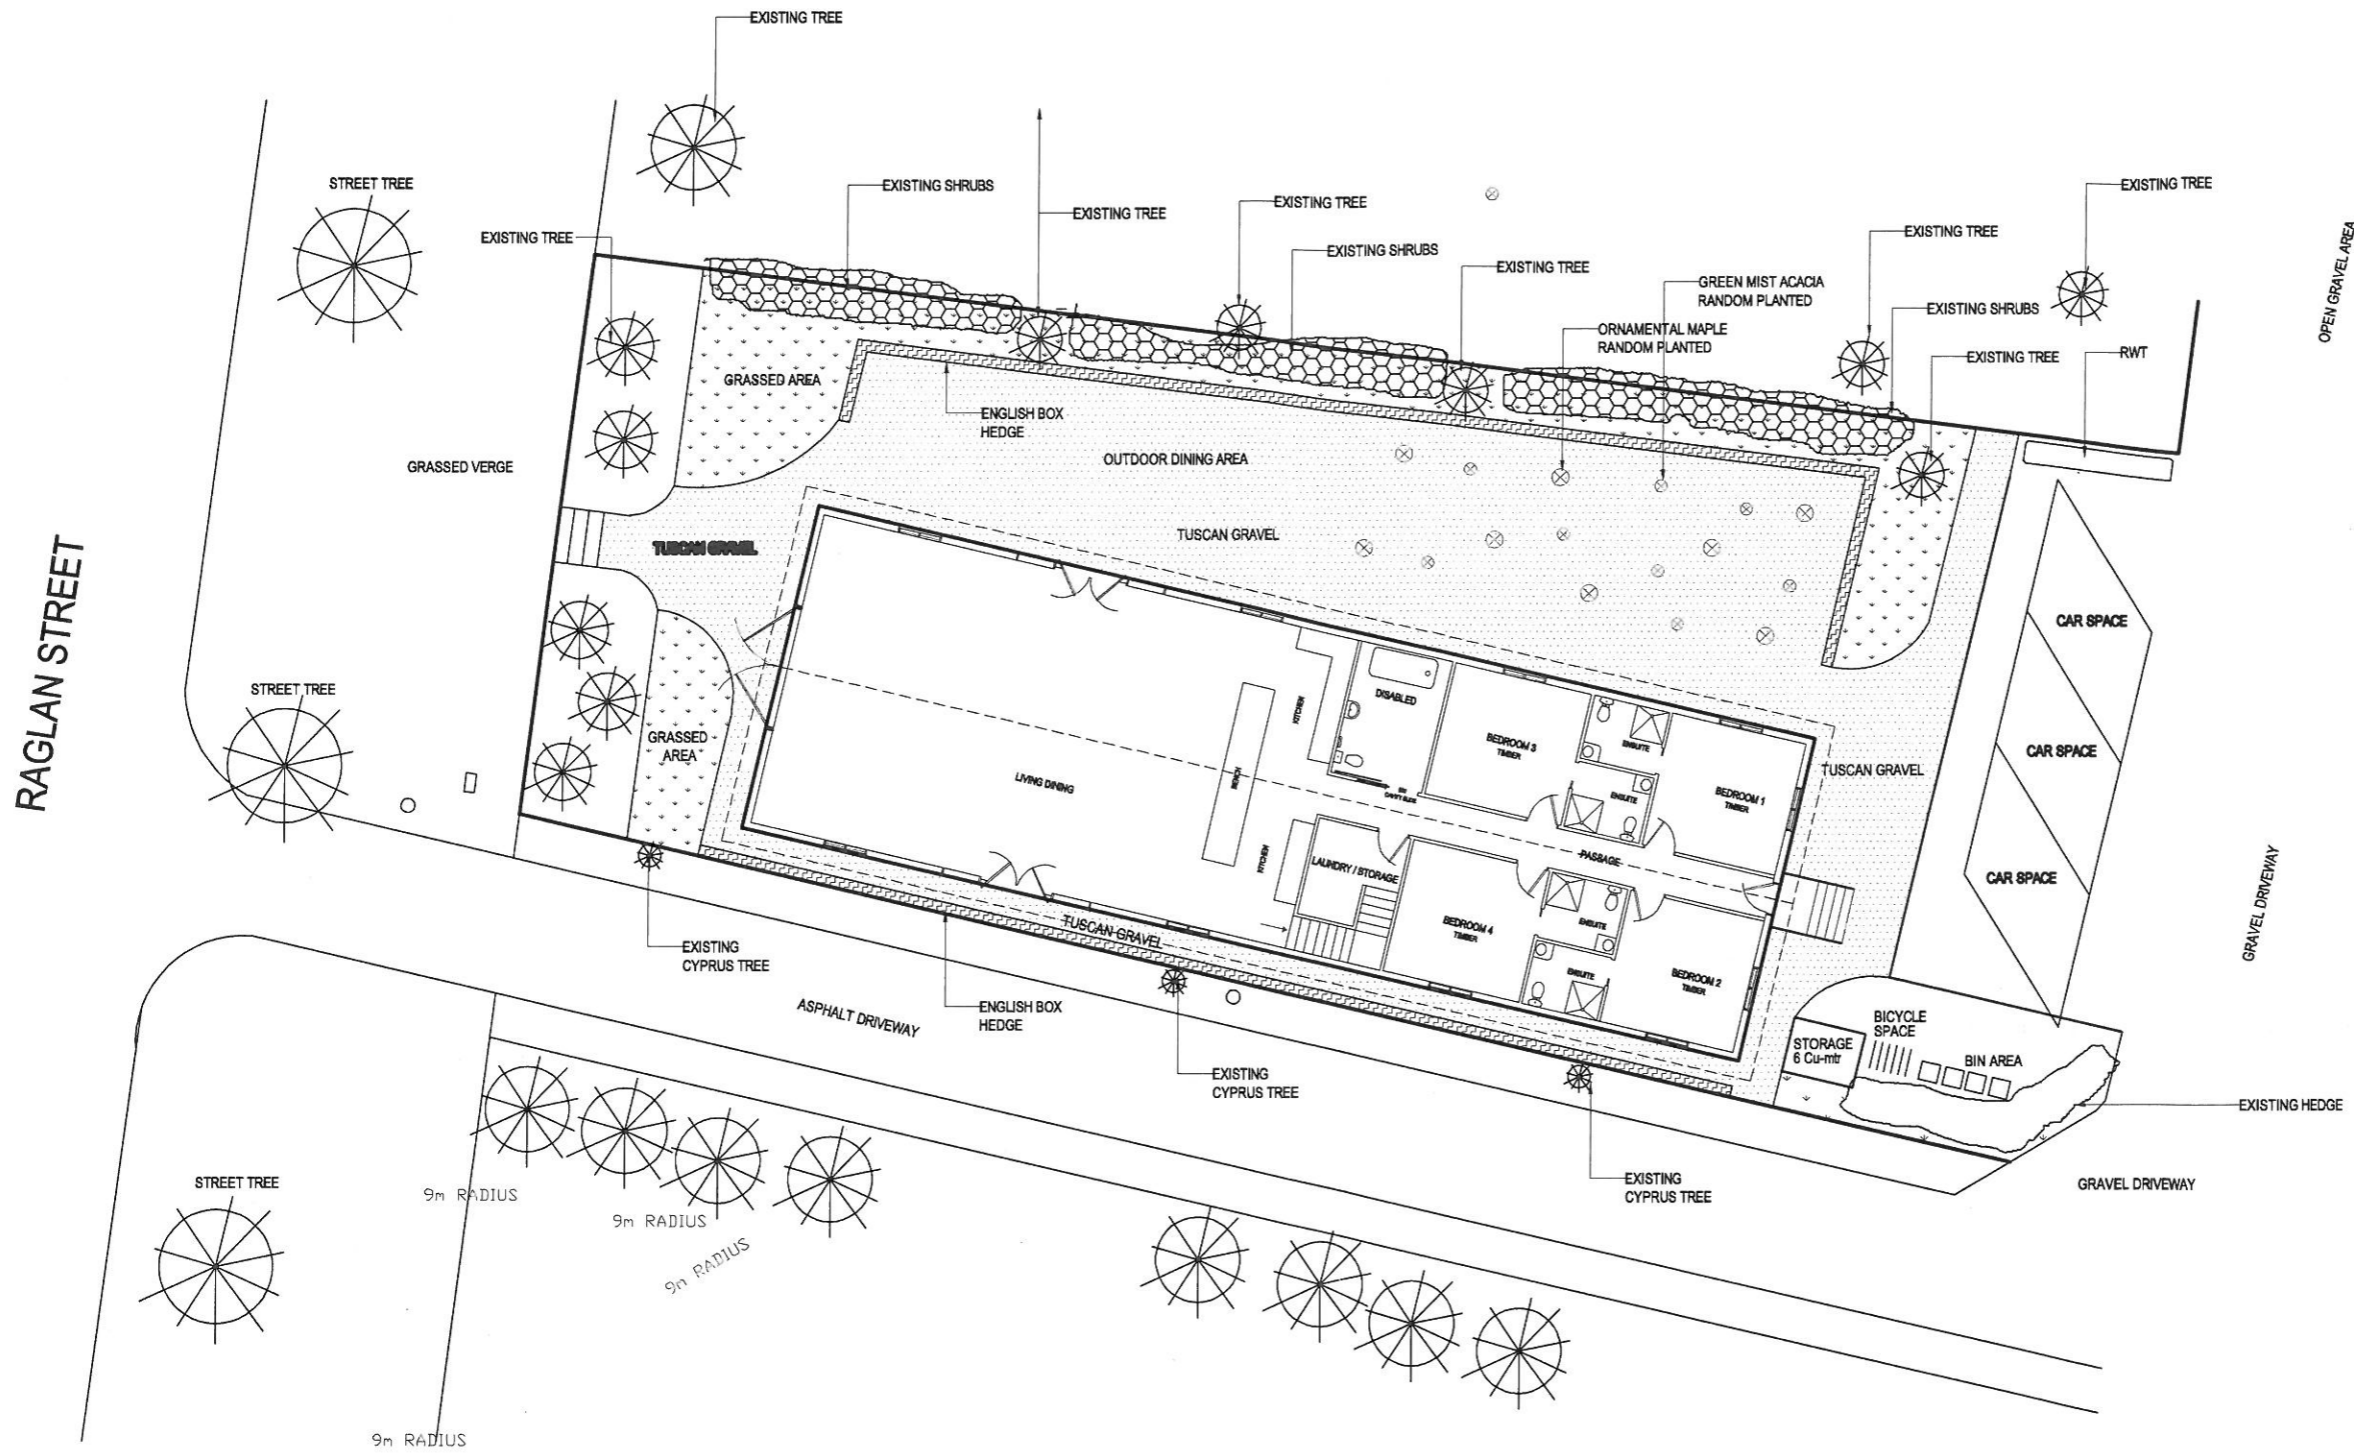 EXISTING TREE
STREET TREE
EXISTING SHRUBS
EXISTING TREE
EXISTING TREE
EXISTING TREE
EXISTING TREE
EXISTING TREE
EXISTING SHRUBS
EXISTING TREE
GREEN MIST ACACIA
RANDOM PLANTED
EXISTING SHRUBS
ORNAMENTAL MAPLE
RANDOM PLANTED
EXISTING TREE
RWT
OPEN GRAVEL AREA
GRASSED AREA
ENGLISH BOX
HEDGE
GRASSED VERGE
OUTDOOR DINING AREA
TUSCAN GRAVEL
TUSCAN GRAVEL
RAGLAN STREET
STREET TREE
GRASSED
AREA
LIVING DINING
BENCH
KITCHEN
KITCHEN
DISABLED
CAVITY SLIDE
BEDROOM 3
TIMBER
ENSUITE
ENSUITE
BEDROOM 1
TIMBER
TUSCAN GRAVEL
PASSAGE
LAUNDRY / STORAGE
BEDROOM 4
TIMBER
ENSUITE
ENSUITE
BEDROOM 2
TIMBER
CAR SPACE
CAR SPACE
CAR SPACE
GRAVEL DRIVEWAY
TUSCAN GRAVEL
EXISTING
CYPRUS TREE
ENGLISH BOX
HEDGE
ASPHALT DRIVEWAY
EXISTING
CYPRUS TREE
BICYCLE
SPACE
STORAGE
6 Cu-mtr
BIN AREA
EXISTING HEDGE
EXISTING
CYPRUS TREE
GRAVEL DRIVEWAY
STREET TREE
9m RADIUS
9m RADIUS
9m RADIUS
9m RADIUS